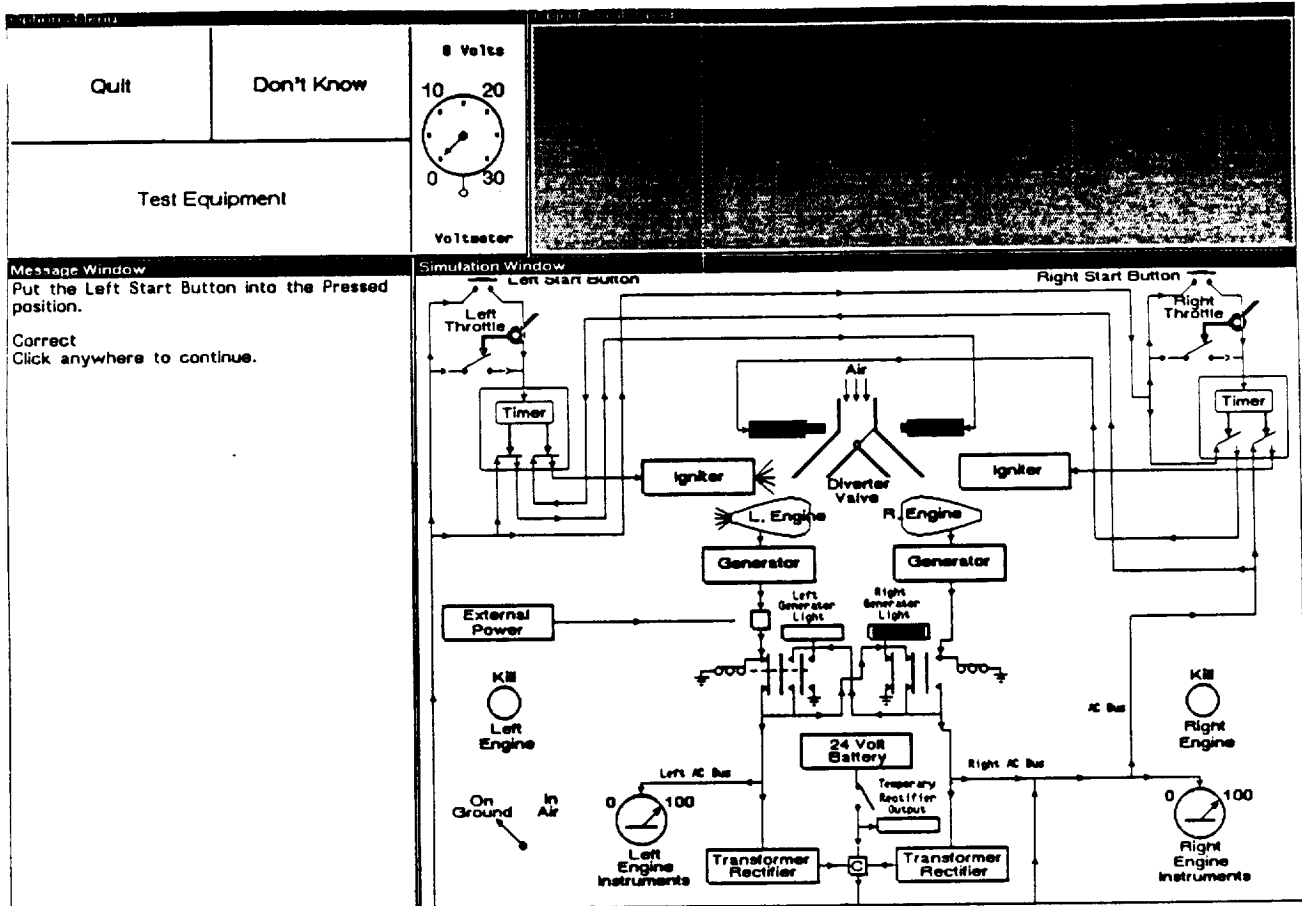 Quit
Don't Know
Test Equipment
0 Volts
10 20
0 30
Voltmeter
Message Window
Put the Left Start Button into the Pressed
position.
Correct
Click anywhere to continue.
Simulation Window
Left Start Button
Right Start Button
Left
Throttle
Right
Throttle
Air
Timer
Timer
Igniter
Igniter
Diverter
Valve
L. Engine
R. Engine
Generator
Generator
Left
Generator
Light
Right
Generator
Light
External
Power
Kill
Left
Engine
Kill
Right
Engine
AC Bus
24 Volt
Battery
Left AC Bus
Right AC Bus
Temporary
Rectifier
Output
On
Ground
In
Air
0 100
Left
Engine
Instruments
0 100
Right
Engine
Instruments
Transformer
Rectifier
C
Transformer
Rectifier